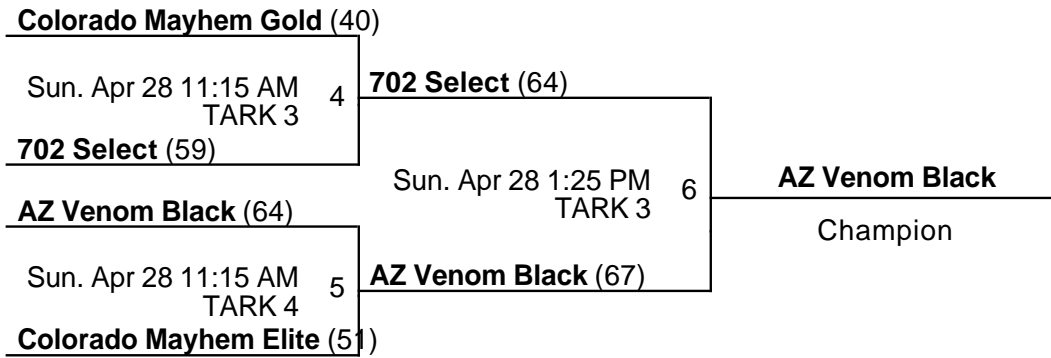 Colorado Mayhem Gold (40)
Sun. Apr 28 11:15 AM
TARK 3
4
702 Select (59)
702 Select (64)
AZ Venom Black (64)
Sun. Apr 28 11:15 AM
TARK 4
5
Colorado Mayhem Elite (51)
Sun. Apr 28 1:25 PM
TARK 3
6
AZ Venom Black (67)
AZ Venom Black
Champion